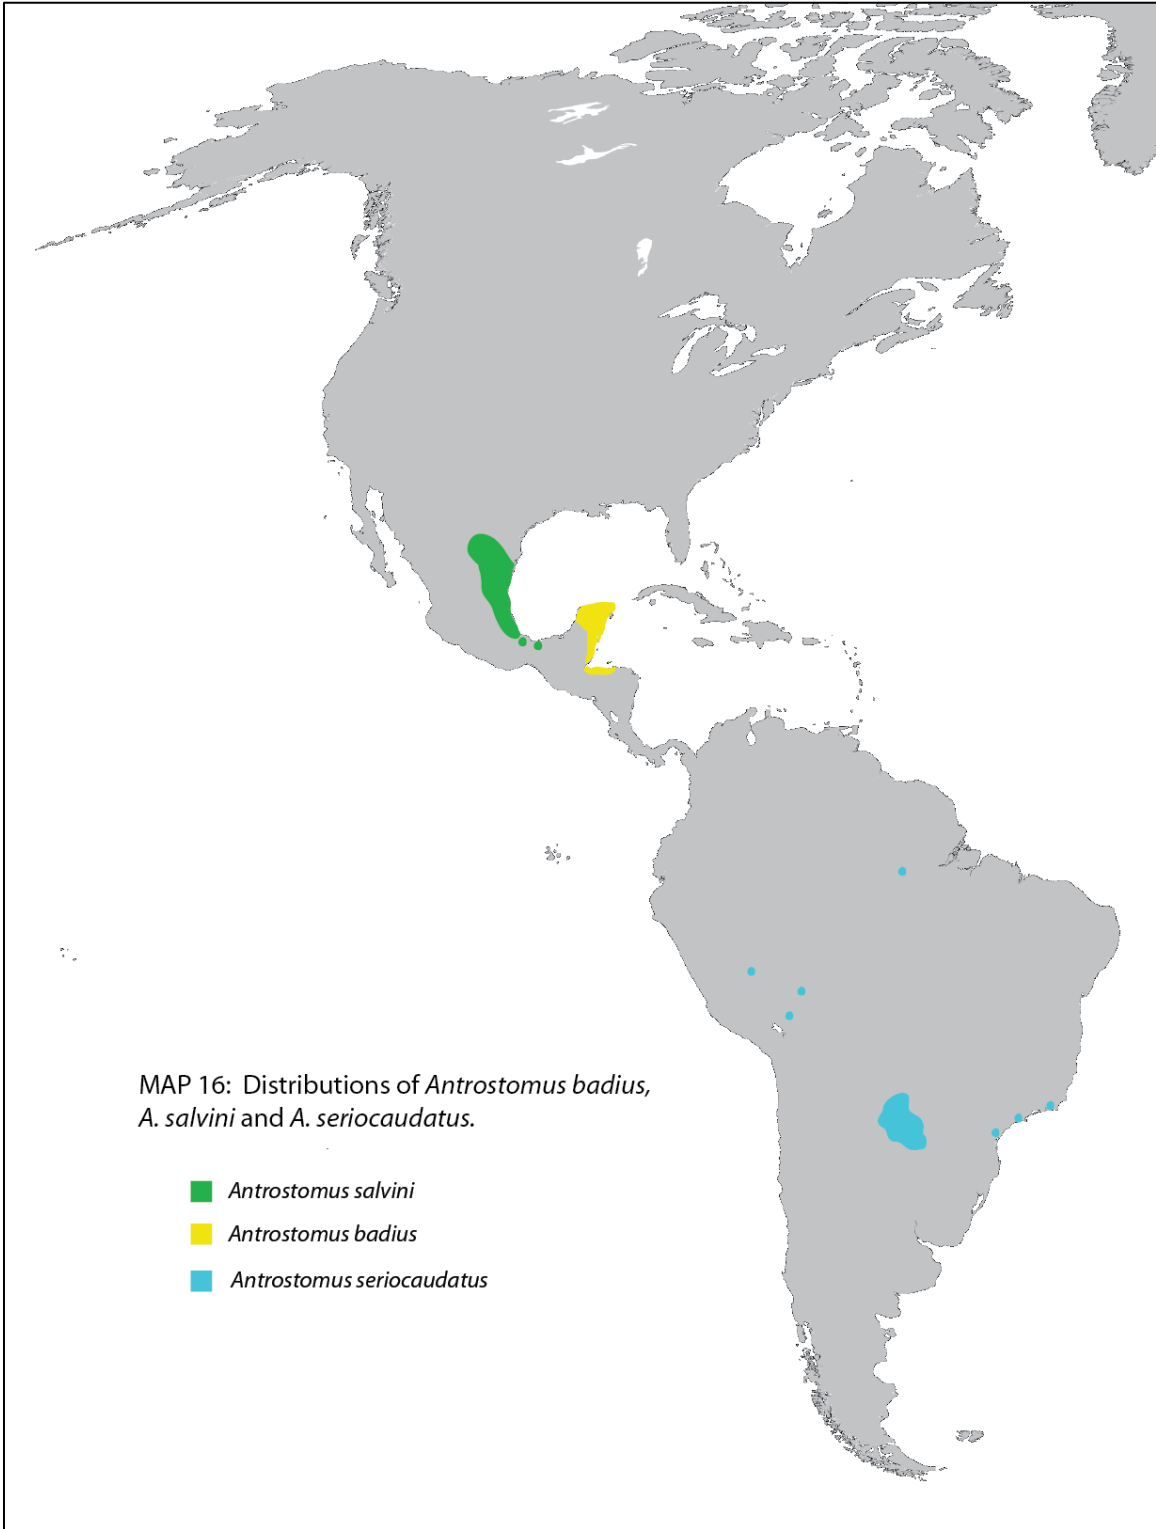 MAP 16: Distributions of Antrostomus badius,
A. salvini and A. seriocaudatus.
Antrostomus salvini
Antrostomus badius
Antrostomus seriocaudatus